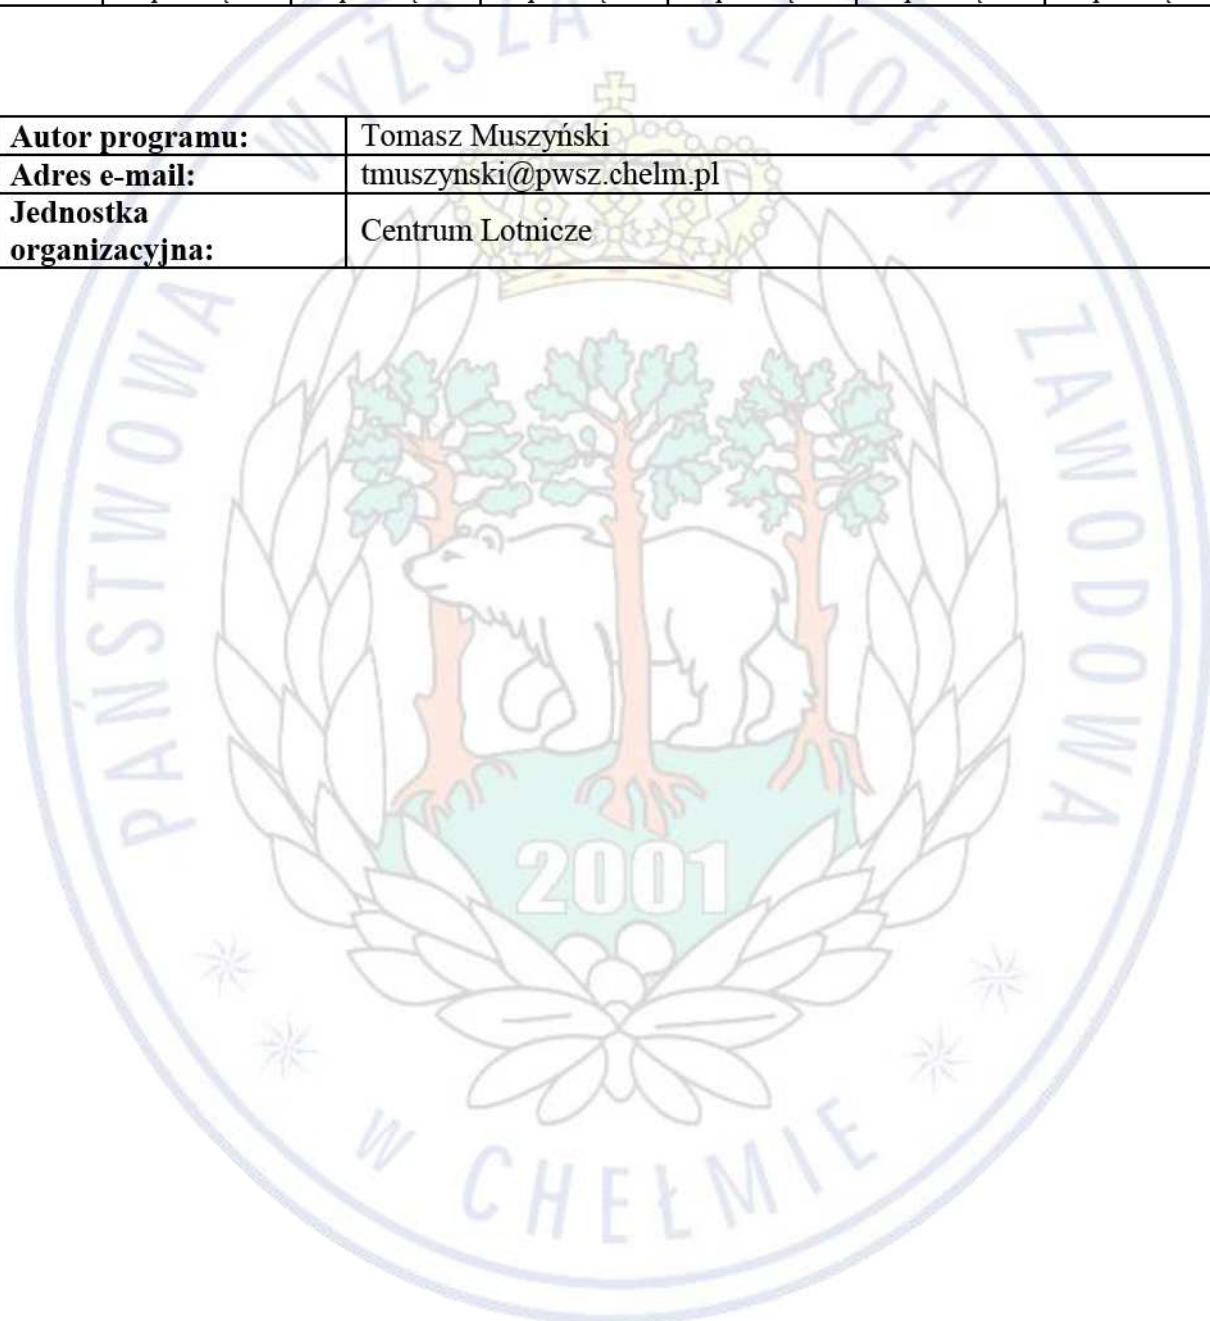 Autor programu: Tomasz Muszyński
Adres e-mail: tmuszynski@pwsz.chelm.pl
Jednostka
organizacyjna: Centrum Lotnicze
PAŃSTWOWA WYŻSZA SZKOŁA ZAWODOWA
2001
W CHEŁMIE